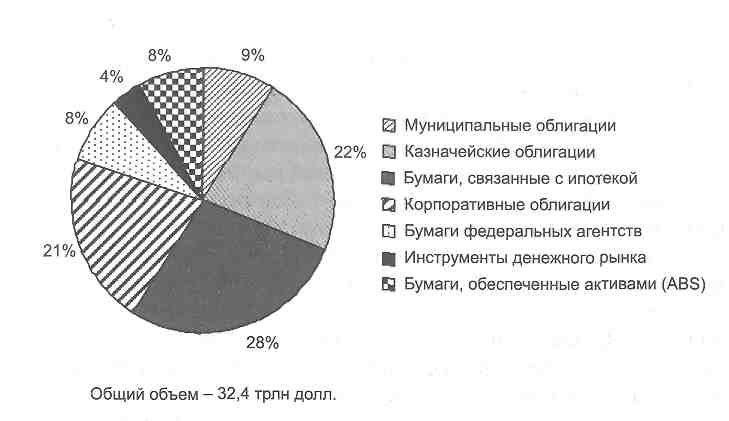 8%
9%
4%
8%
22%
21%
28%
Муниципальные облигации
Казначейские облигации
Бумаги, связанные с ипотекой
Корпоративные облигации
Бумаги федеральных агентств
Инструменты денежного рынка
Бумаги, обеспеченные активами (ABS)
Общий объем – 32,4 трлн долл.